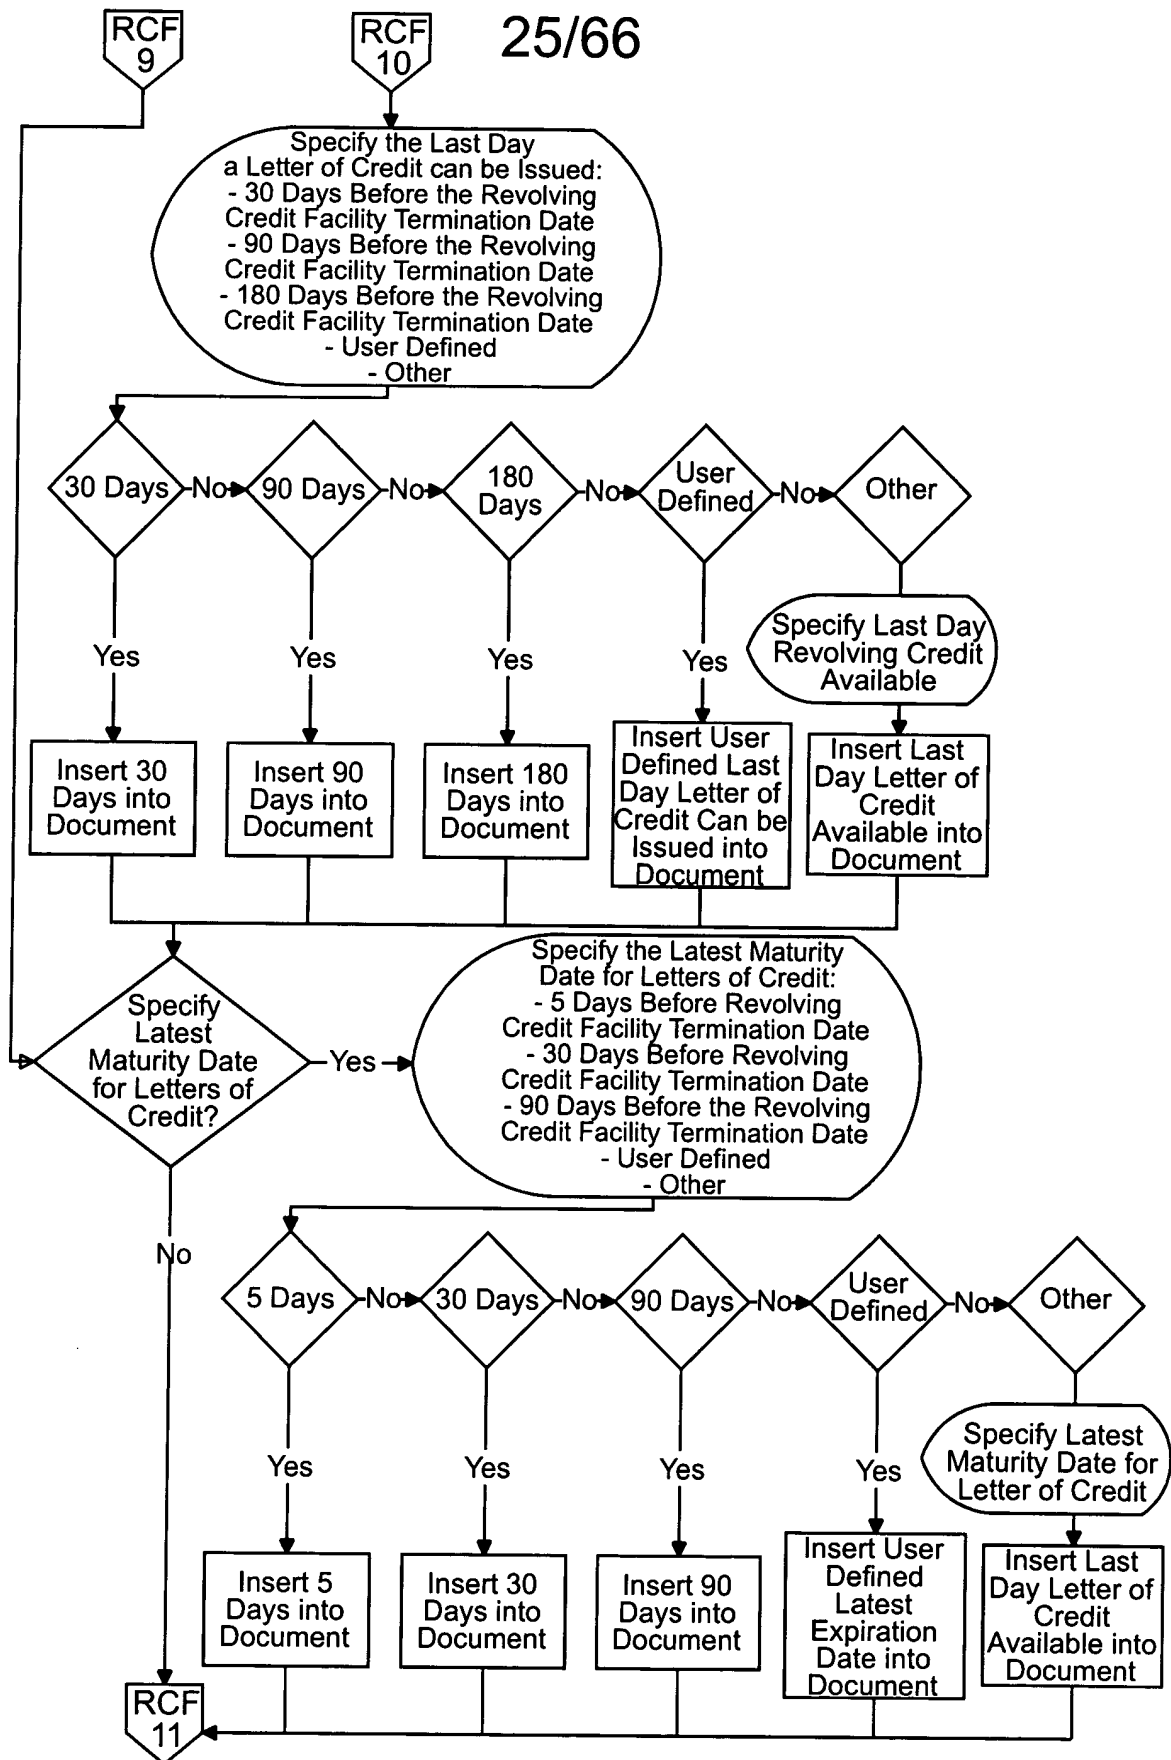 RCF
9
RCF
10
25/66
Specify the Last Day
a Letter of Credit can be Issued:
- 30 Days Before the Revolving
Credit Facility Termination Date
- 90 Days Before the Revolving
Credit Facility Termination Date
- 180 Days Before the Revolving
Credit Facility Termination Date
- User Defined
- Other
30 Days
No
90 Days
No
180
Days
No
User
Defined
No
Other
Yes
Yes
Yes
Yes
Specify Last Day
Revolving Credit
Available
Insert 30
Days into
Document
Insert 90
Days into
Document
Insert 180
Days into
Document
Insert User
Defined Last
Day Letter of
Credit Can be
Issued into
Document
Insert Last
Day Letter of
Credit
Available into
Document
Specify
Latest
Maturity Date
for Letters of
Credit?
Yes
Specify the Latest Maturity
Date for Letters of Credit:
- 5 Days Before Revolving
Credit Facility Termination Date
- 30 Days Before Revolving
Credit Facility Termination Date
- 90 Days Before the Revolving
Credit Facility Termination Date
- User Defined
- Other
No
5 Days
No
30 Days
No
90 Days
No
User
Defined
No
Other
Yes
Yes
Yes
Yes
Specify Latest
Maturity Date for
Letter of Credit
Insert 5
Days into
Document
Insert 30
Days into
Document
Insert 90
Days into
Document
Insert User
Defined
Latest
Expiration
Date into
Document
Insert Last
Day Letter of
Credit
Available into
Document
RCF
11